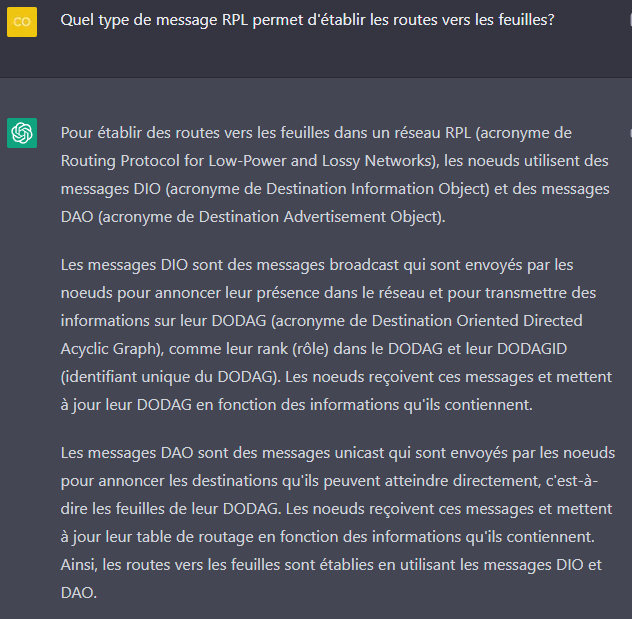 CO
Quel type de message RPL permet d'établir les routes vers les feuilles?
Pour établir des routes vers les feuilles dans un réseau RPL (acronyme de
Routing Protocol for Low-Power and Lossy Networks), les noeuds utilisent des
messages DIO (acronyme de Destination Information Object) et des messages
DAO (acronyme de Destination Advertisement Object).
Les messages DIO sont des messages broadcast qui sont envoyés par les
noeuds pour annoncer leur présence dans le réseau et pour transmettre des
informations sur leur DODAG (acronyme de Destination Oriented Directed
Acyclic Graph), comme leur rank (rôle) dans le DODAG et leur DODAGID
(identifiant unique du DODAG). Les noeuds reçoivent ces messages et mettent
à jour leur DODAG en fonction des informations qu'ils contiennent.
Les messages DAO sont des messages unicast qui sont envoyés par les noeuds
pour annoncer les destinations qu'ils peuvent atteindre directement, c'est-à-
dire les feuilles de leur DODAG. Les noeuds reçoivent ces messages et mettent
à jour leur table de routage en fonction des informations qu'ils contiennent.
Ainsi, les routes vers les feuilles sont établies en utilisant les messages DIO et
DAO.